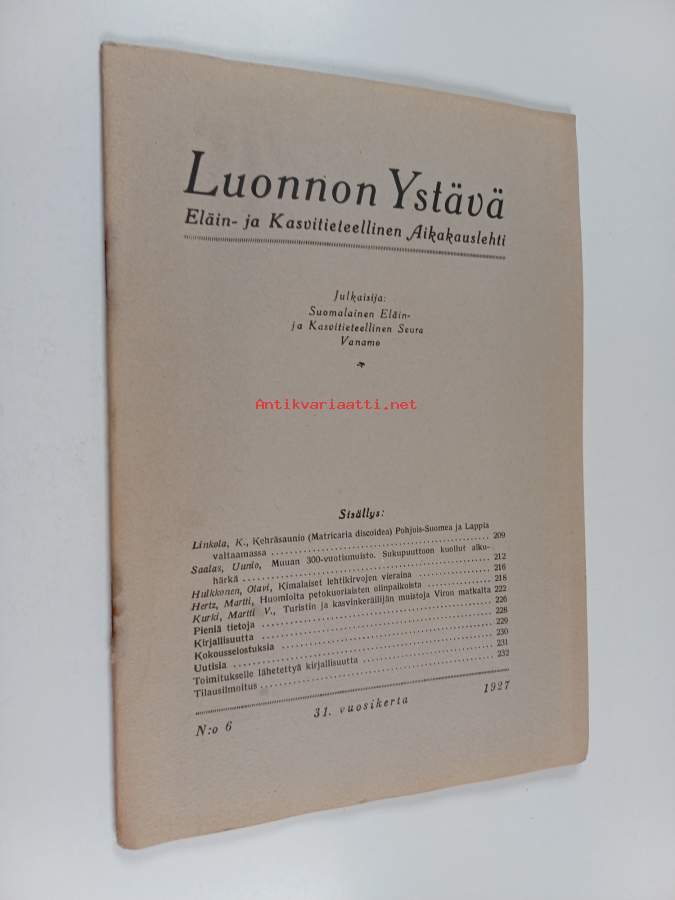 Luonnon Ystävä
Eläin- ja Kasvitieteellinen Aikakauslehti
Julkaisija:
Suomalainen Eläin-
ja Kasvitieteellinen Seura
Vanamo
Antikvariaatti.net
Sisällys:
Linkola, K., Kehräsaunio (Matricaria discoidea) Pohjois-Suomea ja Lappia
valtaamassa ........ 209
Saalas, Uunio, Muuan 300-vuotismuisto. Sukupuuttoon kuollut alku-
härkä ........ 212
Hulkkonen, Olavi, Kimalaiset lehtikirvojen vieraina ........ 216
Hertz, Martti, Huomioita petokuoriaisten olinpaikoista ........ 218
Kurki, Martti V., Turistin ja kasvinkeräilijän muistoja Viron matkalta 222
Pieniä tietoja ........ 226
Kirjallisuutta ........ 228
Kokousselostuksia ........ 229
Uutisia ........ 230
Toimitukselle lähetettyä kirjallisuutta ........ 231
Tilausilmoitus ........ 232
N:o 6 31. vuosikerta 1927